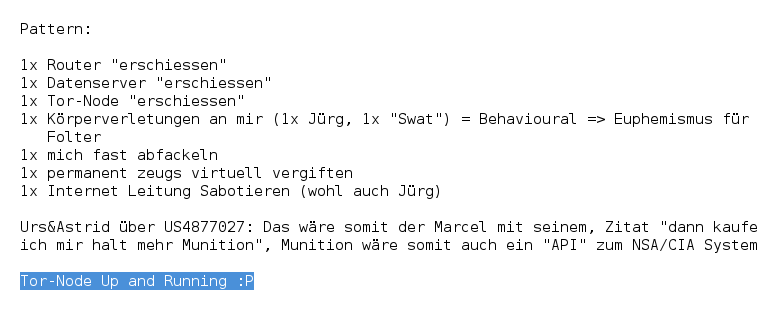 Pattern:
1x Router "erschiessen"
1x Datenserver "erschiessen"
1x Tor-Node "erschiessen"
1x Körperverletungen an mir (1x Jürg, 1x "Swat") = Behavioural => Euphemismus für
Folter
1x mich fast abfackeln
1x permanent zeugs virtuell vergiften
1x Internet Leitung Sabotieren (wohl auch Jürg)
Urs&Astrid über US4877027: Das wäre somit der Marcel mit seinem, Zitat "dann kaufe
ich mir halt mehr Munition", Munition wäre somit auch ein "API" zum NSA/CIA System
Tor-Node Up and Running :P